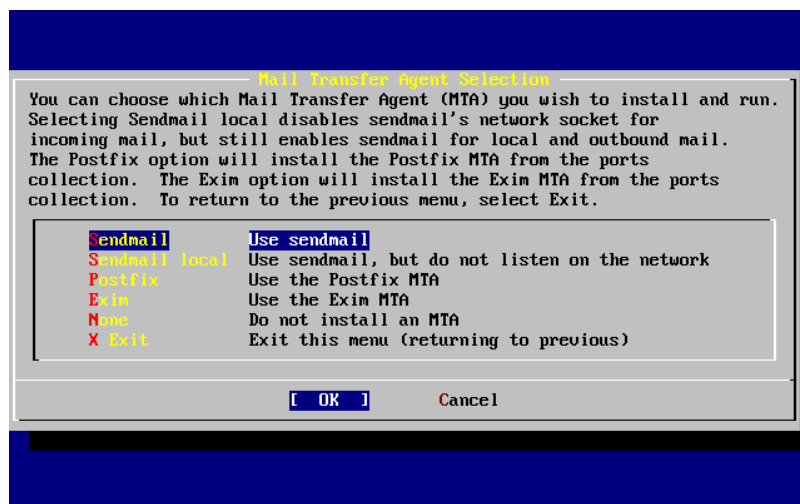 Mail Transfer Agent Selection
You can choose which Mail Transfer Agent (MTA) you wish to install and run.
Selecting Sendmail local disables sendmail's network socket for
incoming mail, but still enables sendmail for local and outbound mail.
The Postfix option will install the Postfix MTA from the ports
collection.  The Exim option will install the Exim MTA from the ports
collection.  To return to the previous menu, select Exit.
Sendmail Use sendmail
Sendmail local Use sendmail, but do not listen on the network
Postfix Use the Postfix MTA
Exim Use the Exim MTA
None Do not install an MTA
X Exit Exit this menu (returning to previous)
[ OK ] Cancel